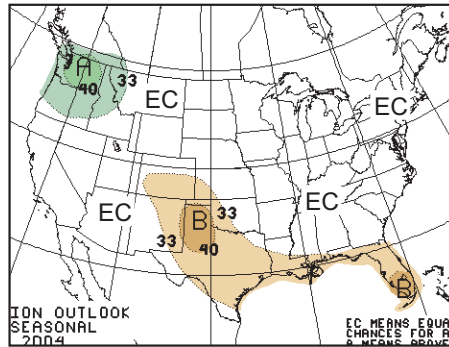 A
33
40
EC
EC
EC
EC
B
33
33
40
B
ION OUTLOOK
SEASONAL
2004
EC MEANS EQUA
CHANCES FOR A
A MEANS ABOVE